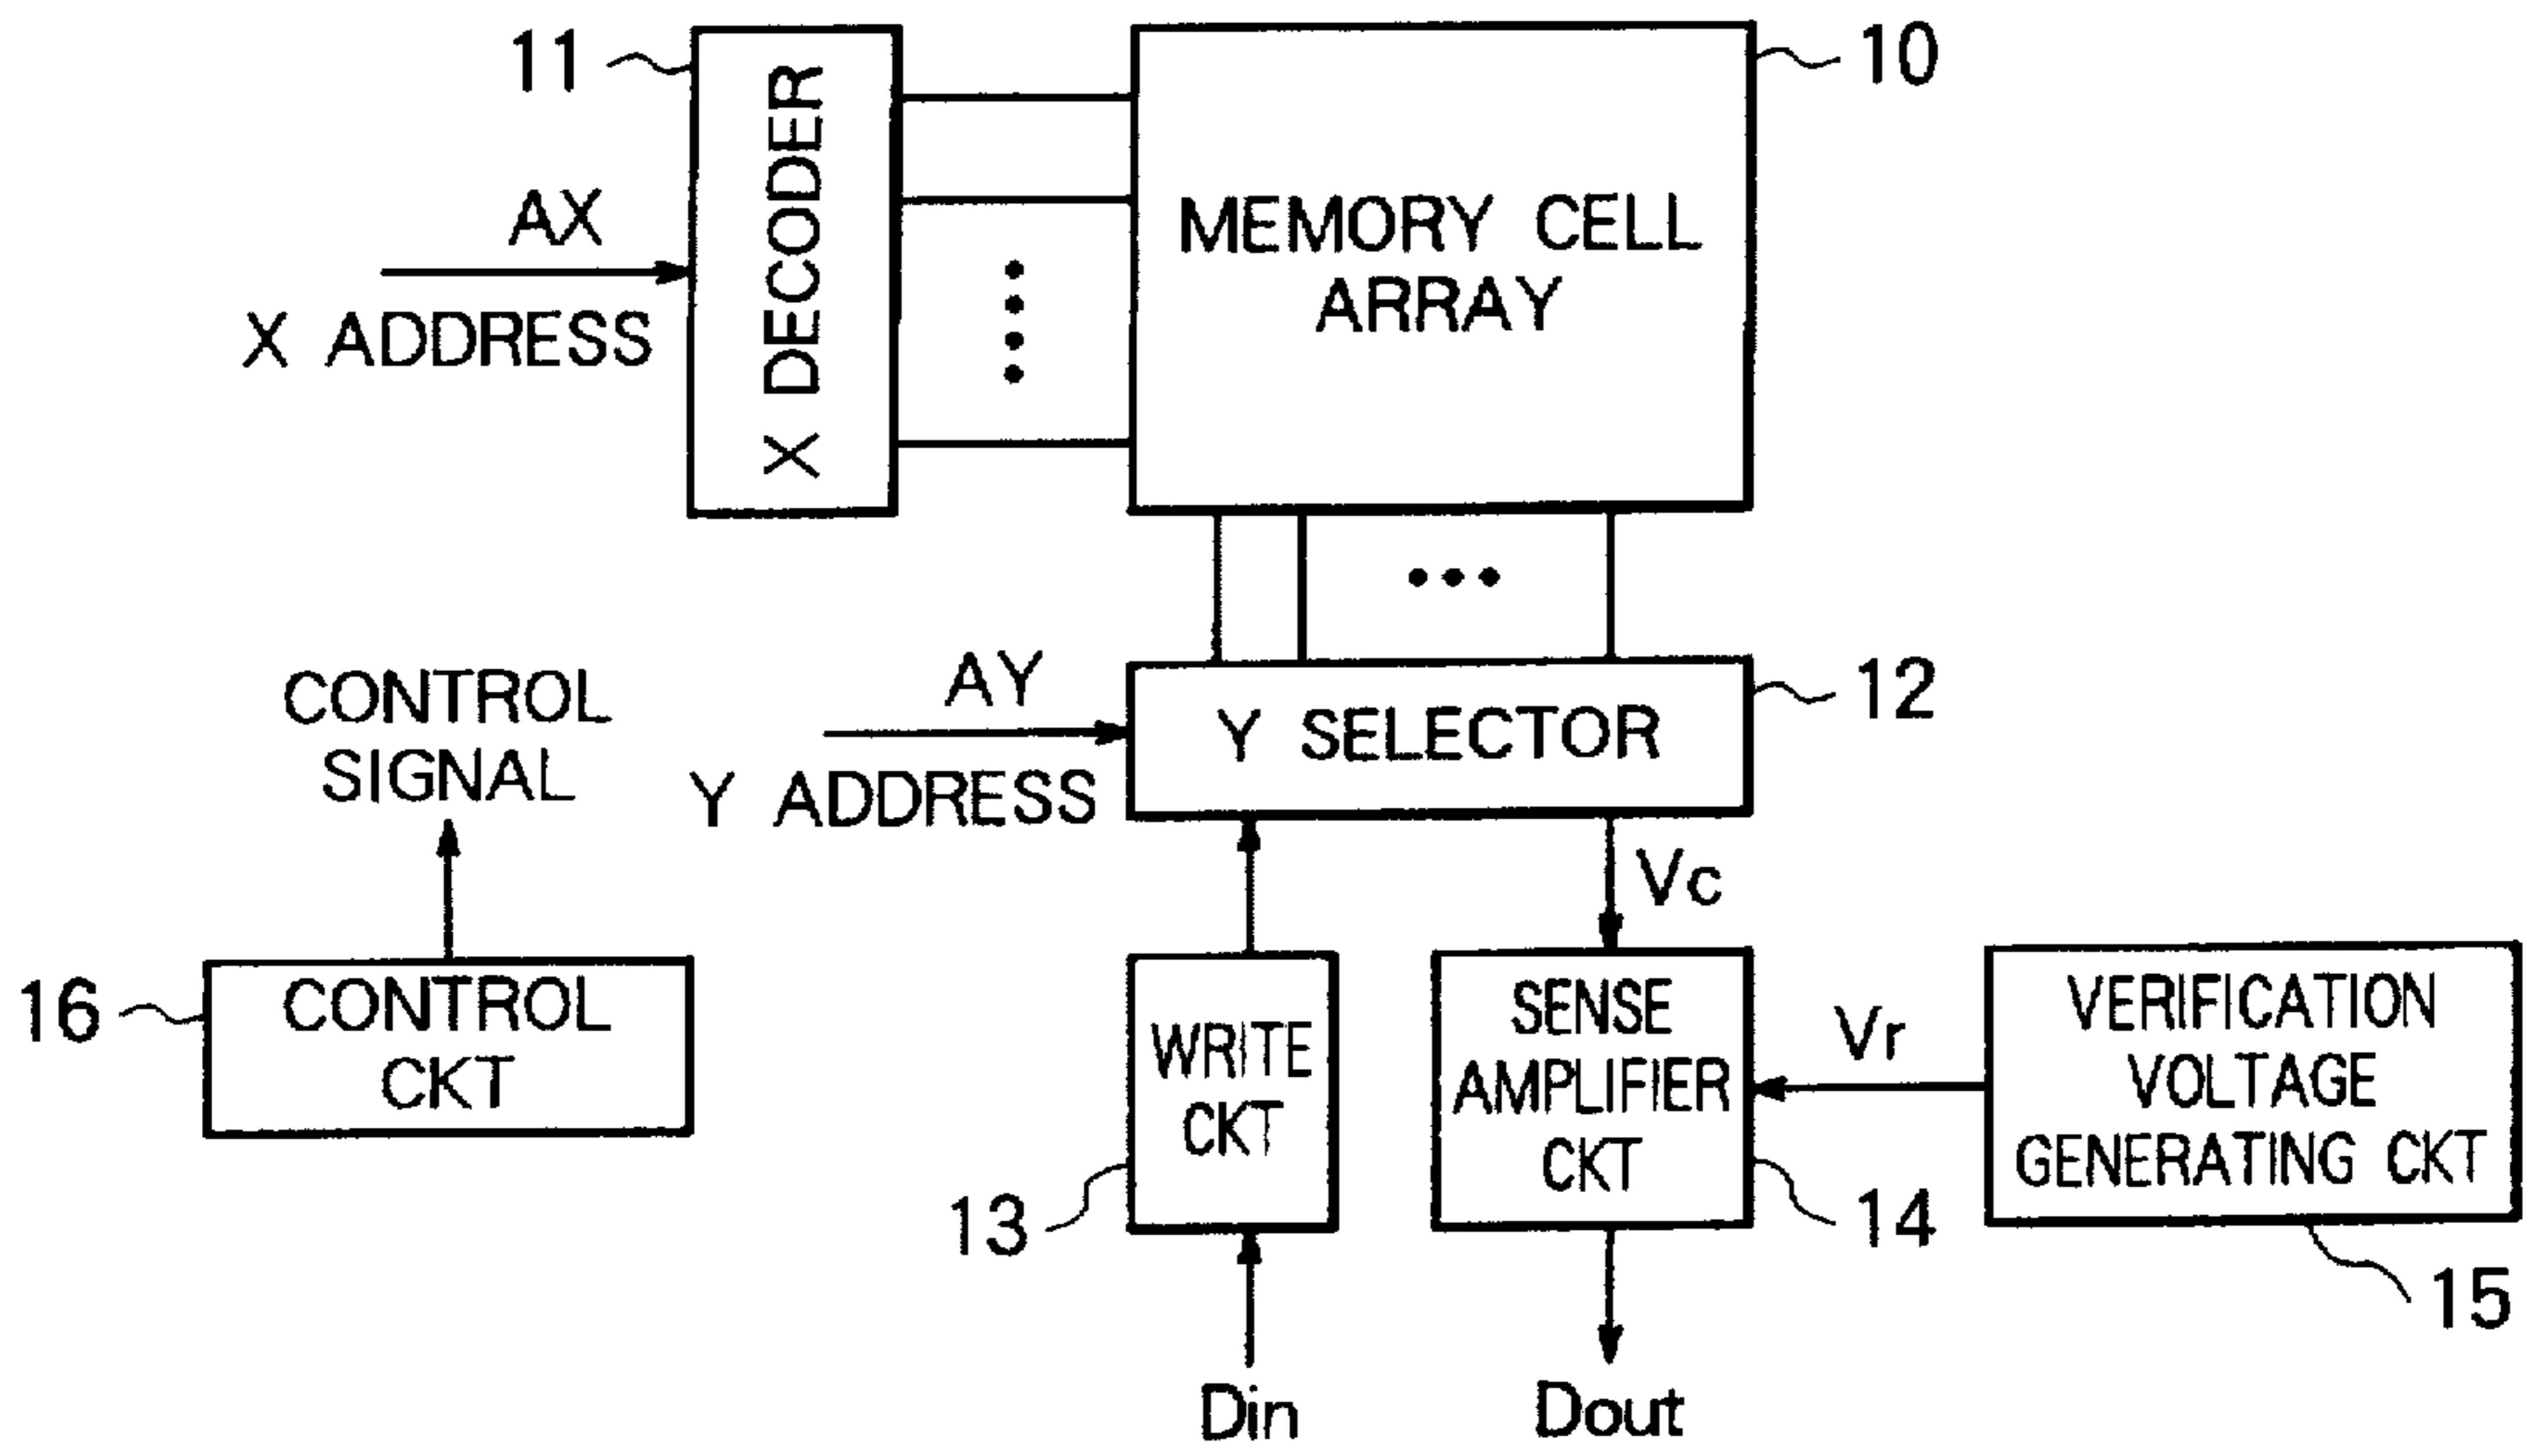 11
10
X DECODER
AX
X ADDRESS
MEMORY CELL
ARRAY
CONTROL
SIGNAL
AY
Y ADDRESS
Y SELECTOR
12
Vc
16
CONTROL
CKT
WRITE
CKT
13
SENSE
AMPLIFIER
CKT
14
Vr
VERIFICATION
VOLTAGE
GENERATING CKT
15
Din
Dout